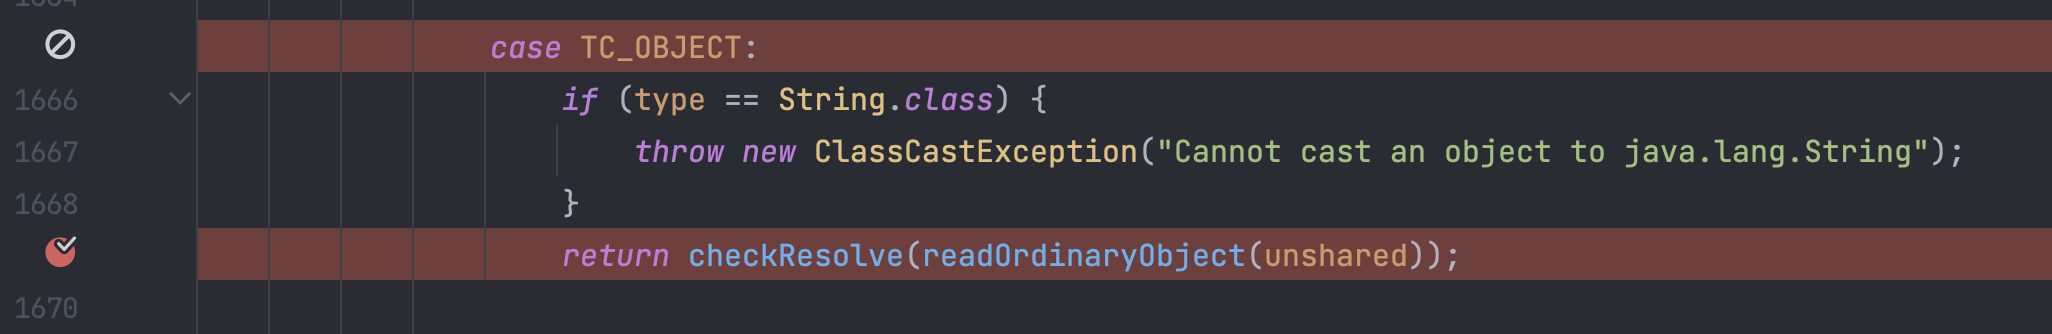 case TC_OBJECT:
1666 if (type == String.class) {
1667 throw new ClassCastException("Cannot cast an object to java.lang.String");
1668 }
return checkResolve(readOrdinaryObject(unshared));
1670